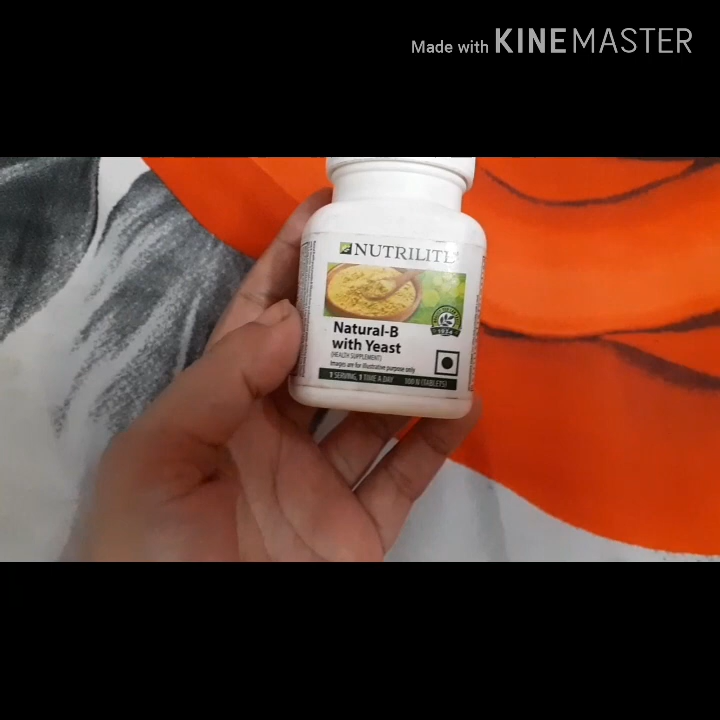 Made with KINEMASTER
NUTRILITE
Natural-B
with Yeast
(HEALTH SUPPLEMENT)
Images are for illustrative purpose only
1 SERVING, 1 TIME A DAY 100 N (TABLETS)
1934